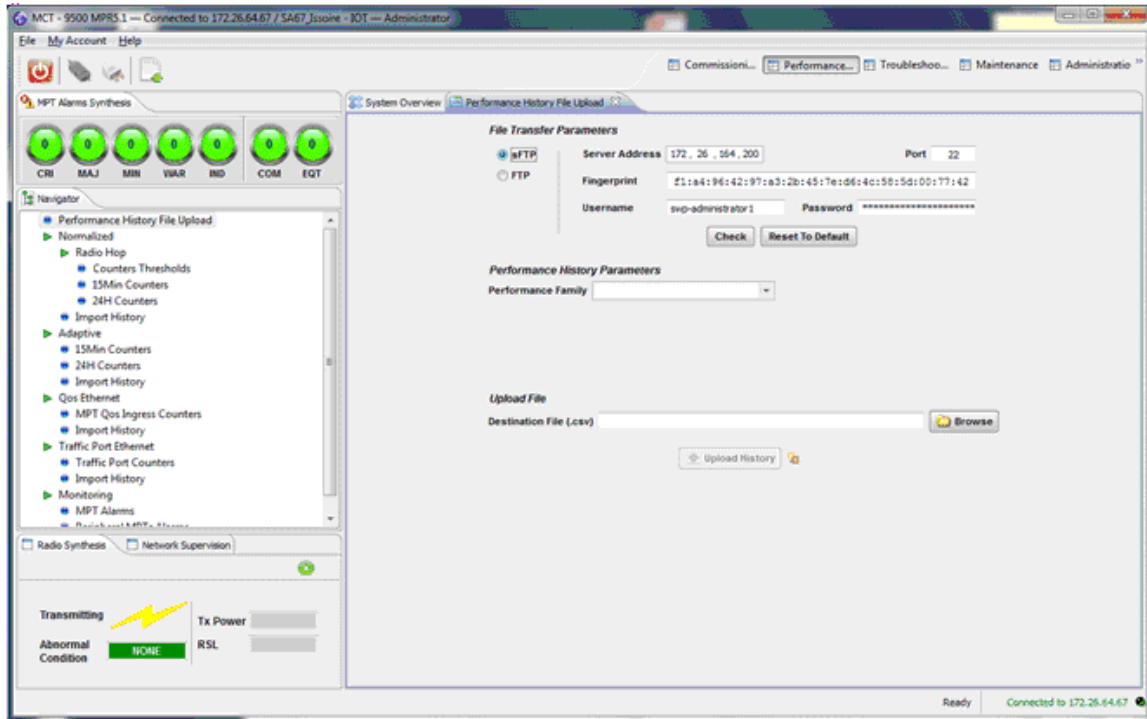 MCT - 9500 MPR5.1 — Connected to 172.26.64.67 / SA67_Issoire - IOT — Administrator
File My Account Help
Commissioni... Performance... Troubleshoo... Maintenance Administratio »
MPT Alarms Synthesis
System Overview Performance History File Upload
0 0 0 0 0 0 0
CRI MAJ MIN WAR IND COM EQT
Navigator
Performance History File Upload
Normalized
Radio Hop
Counters Thresholds
15Min Counters
24H Counters
Import History
Adaptive
15Min Counters
24H Counters
Import History
Qos Ethernet
MPT Qos Ingress Counters
Import History
Traffic Port Ethernet
Traffic Port Counters
Import History
Monitoring
MPT Alarms
File Transfer Parameters
sFTP
FTP
Server Address 172 . 26 . 164 . 200 Port 22
Fingerprint f1:a4:96:42:97:a3:2b:45:7e:d6:4c:58:5d:00:77:42
Username swp-administrator1 Password **********************
Check Reset To Default
Performance History Parameters
Performance Family
Upload File
Destination File (.csv) Browse
Upload History
Radio Synthesis Network Supervision
Transmitting
Tx Power
Abnormal Condition NONE
RSL
Ready Connected to 172.26.64.67